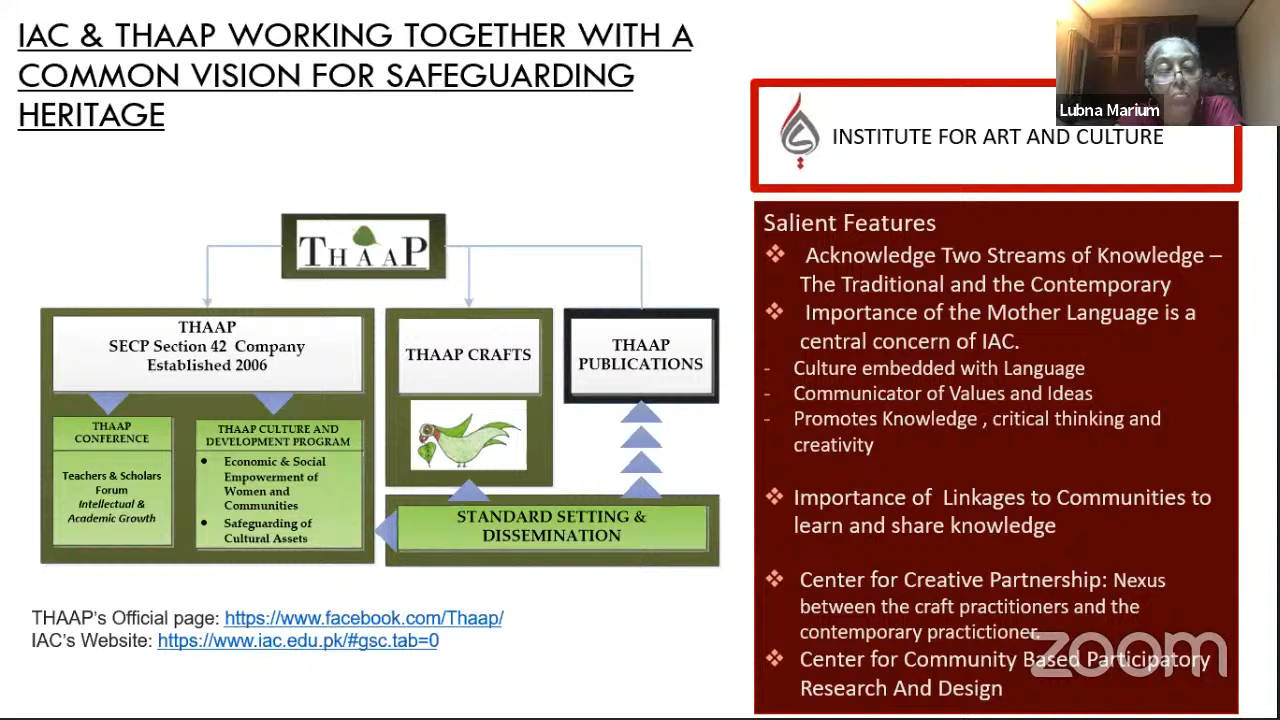 IAC & THAAP WORKING TOGETHER WITH A
COMMON VISION FOR SAFEGUARDING
HERITAGE
Lubna Marium
INSTITUTE FOR ART AND CULTURE
THAAP
THAAP
SECP Section 42 Company
Established 2006
THAAP
CONFERENCE
Teachers & Scholars
Forum
Intellectual &
Academic Growth
THAAP CULTURE AND
DEVELOPMENT PROGRAM
• Economic & Social
Empowerment of
Women and
Communities
• Safeguarding of
Cultural Assets
THAAP CRAFTS
THAAP
PUBLICATIONS
STANDARD SETTING &
DISSEMINATION
THAAP's Official page: https://www.facebook.com/Thaap/
IAC's Website: https://www.iac.edu.pk/#gsc.tab=0
Salient Features
❖ Acknowledge Two Streams of Knowledge –
The Traditional and the Contemporary
❖ Importance of the Mother Language is a
central concern of IAC.
- Culture embedded with Language
- Communicator of Values and Ideas
- Promotes Knowledge , critical thinking and
creativity
❖ Importance of Linkages to Communities to
learn and share knowledge
❖ Center for Creative Partnership: Nexus
between the craft practitioners and the
contemporary practictioner.
❖ Center for Community Based Participatory
Research And Design
zoom